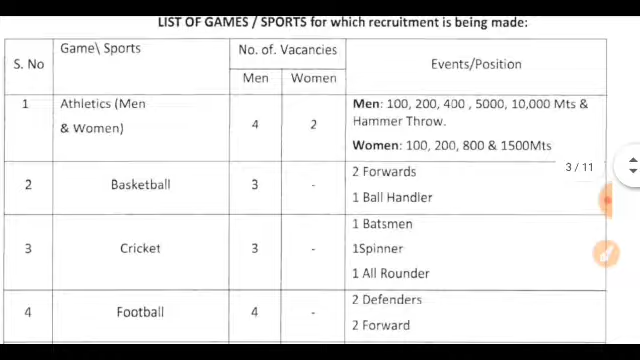 LIST OF GAMES / SPORTS for which recruitment is being made:
S. No
Game\ Sports
No. of Vacancies
Events/Position
Men
Women
1
Athletics (Men
& Women)
4
2
Men: 100, 200, 400 , 5000, 10,000 Mts &
Hammer Throw.
Women: 100, 200, 800 & 1500Mts
2
Basketball
3
-
2 Forwards
1 Ball Handler
3
Cricket
3
-
1 Batsmen
1Spinner
1 All Rounder
4
Football
4
-
2 Defenders
2 Forward
3 / 11